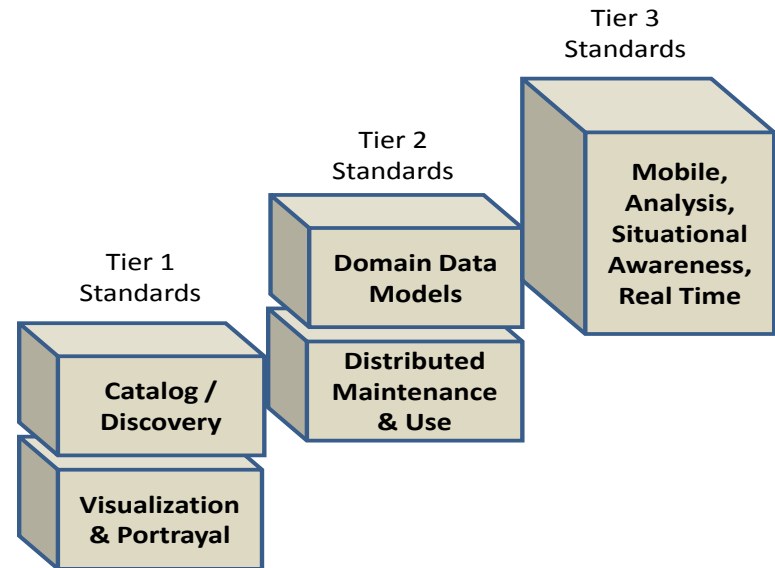 Tier 3
Standards
Mobile,
Analysis,
Situational
Awareness,
Real Time
Tier 2
Standards
Domain Data
Models
Distributed
Maintenance
& Use
Tier 1
Standards
Catalog /
Discovery
Visualization
& Portrayal